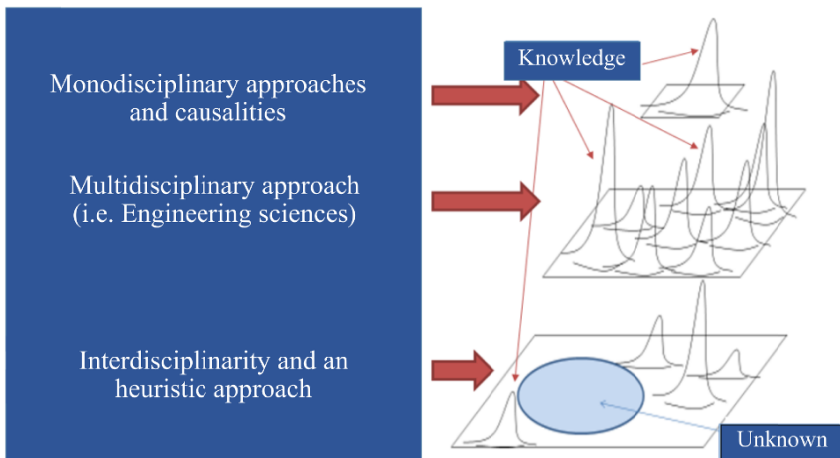 Monodisciplinary approaches
and causalities
Knowledge
Multidisciplinary approach
(i.e. Engineering sciences)
Interdisciplinarity and an
heuristic approach
Unknown